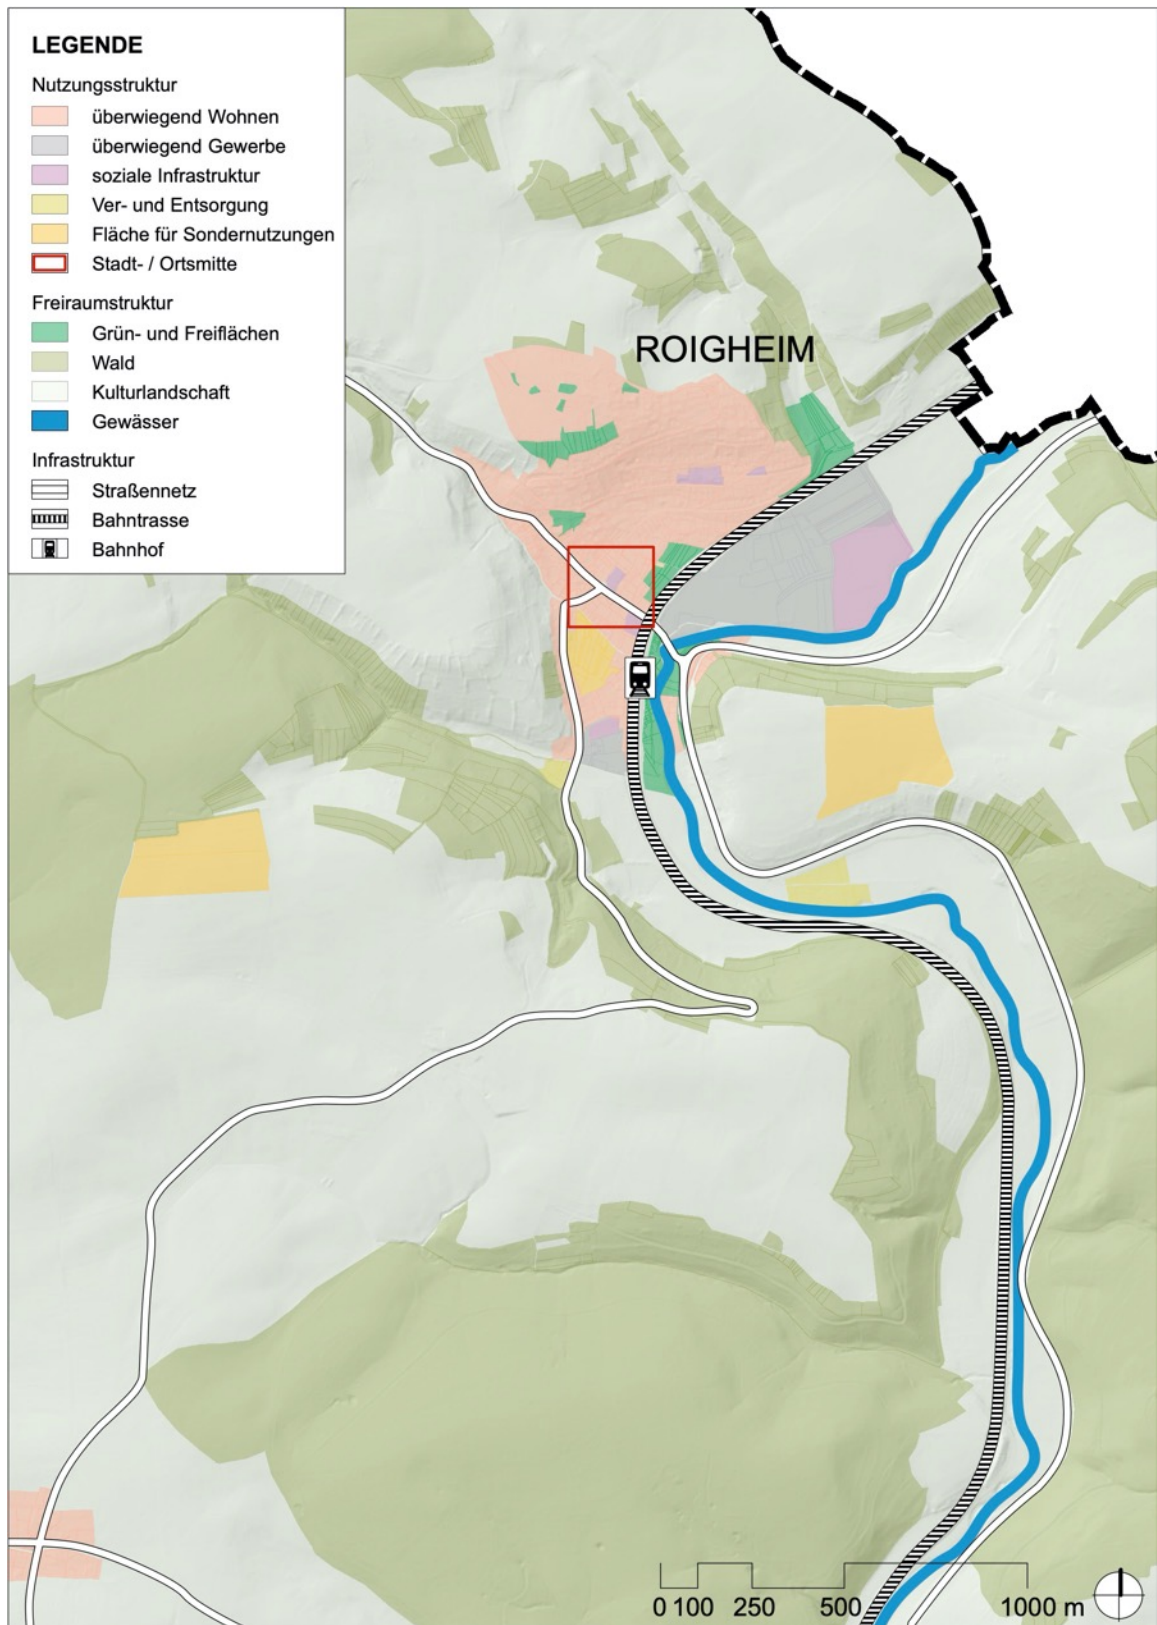 LEGENDE
Nutzungsstruktur
überwiegend Wohnen
überwiegend Gewerbe
soziale Infrastruktur
Ver- und Entsorgung
Fläche für Sondernutzungen
Stadt- / Ortsmitte
Freiraumstruktur
Grün- und Freiflächen
Wald
Kulturlandschaft
Gewässer
Infrastruktur
Straßennetz
Bahntrasse
Bahnhof
ROIGHEIM
0 100 250 500 1000 m